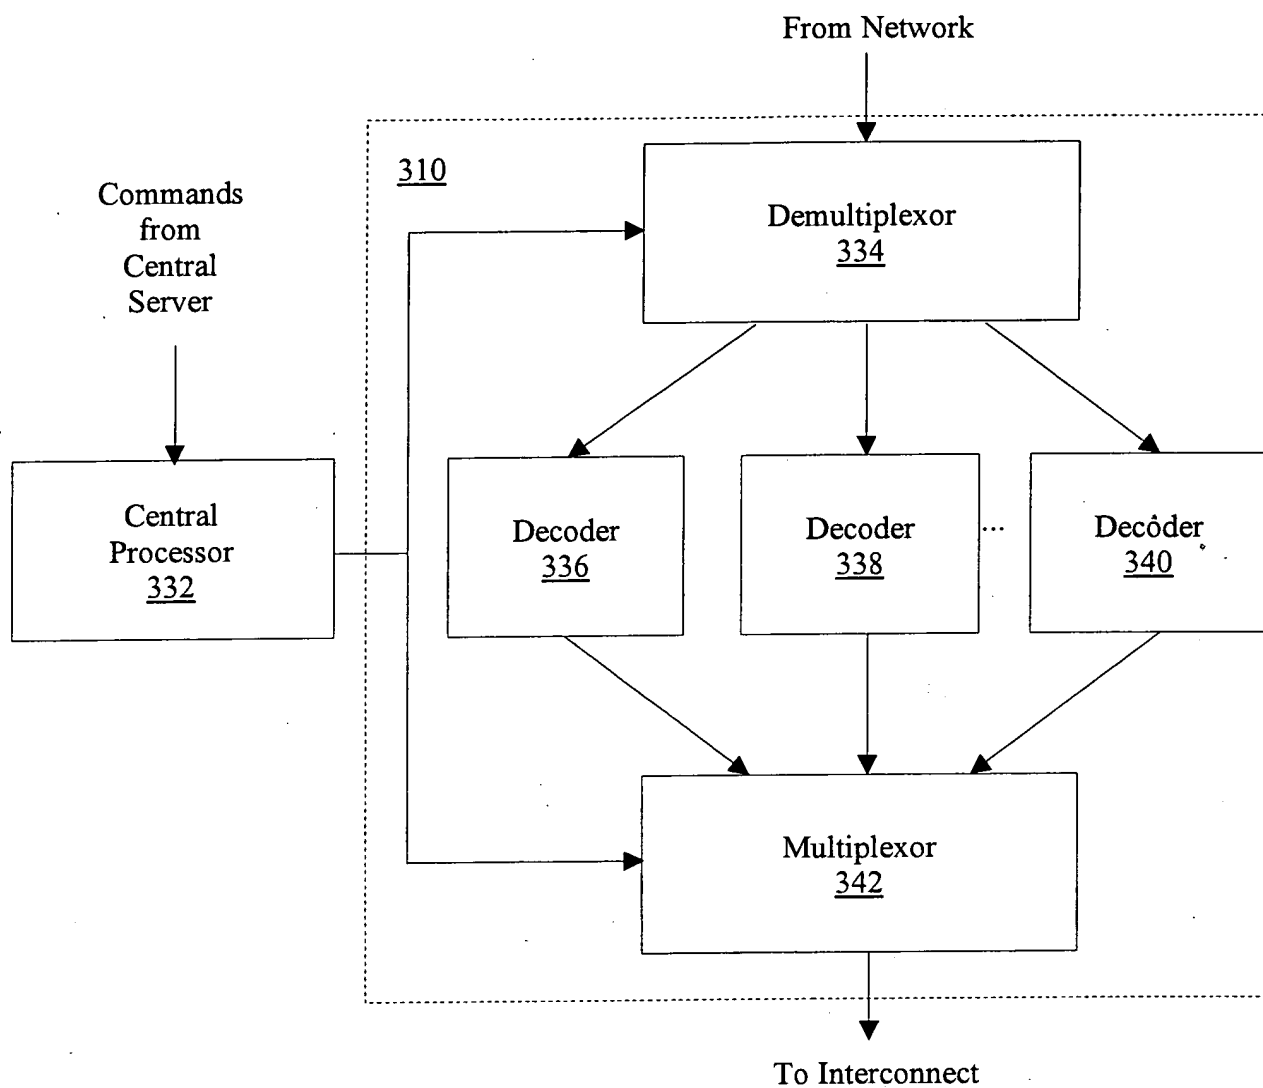 From Network
310
Commands
from
Central
Server
Demultiplexor
334
Central
Processor
332
Decoder
336
Decoder
338
...
Decoder
340
Multiplexor
342
To Interconnect